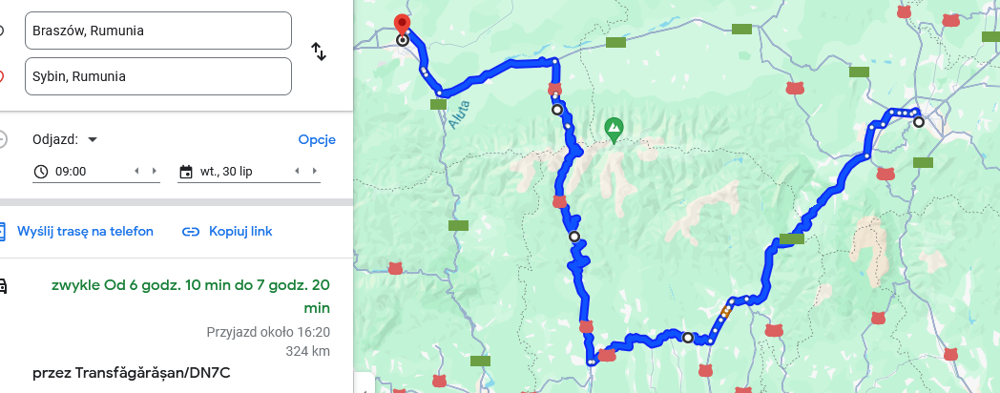 Braszów, Rumunia
Sybin, Rumunia
Odjazd:
Opcje
09:00
wt., 30 lip
Wyślij trasę na telefon
Kopiuj link
zwykle Od 6 godz. 10 min do 7 godz. 20
min
Przyjazd około 16:20
324 km
przez Transfăgărășan/DN7C
Aluta